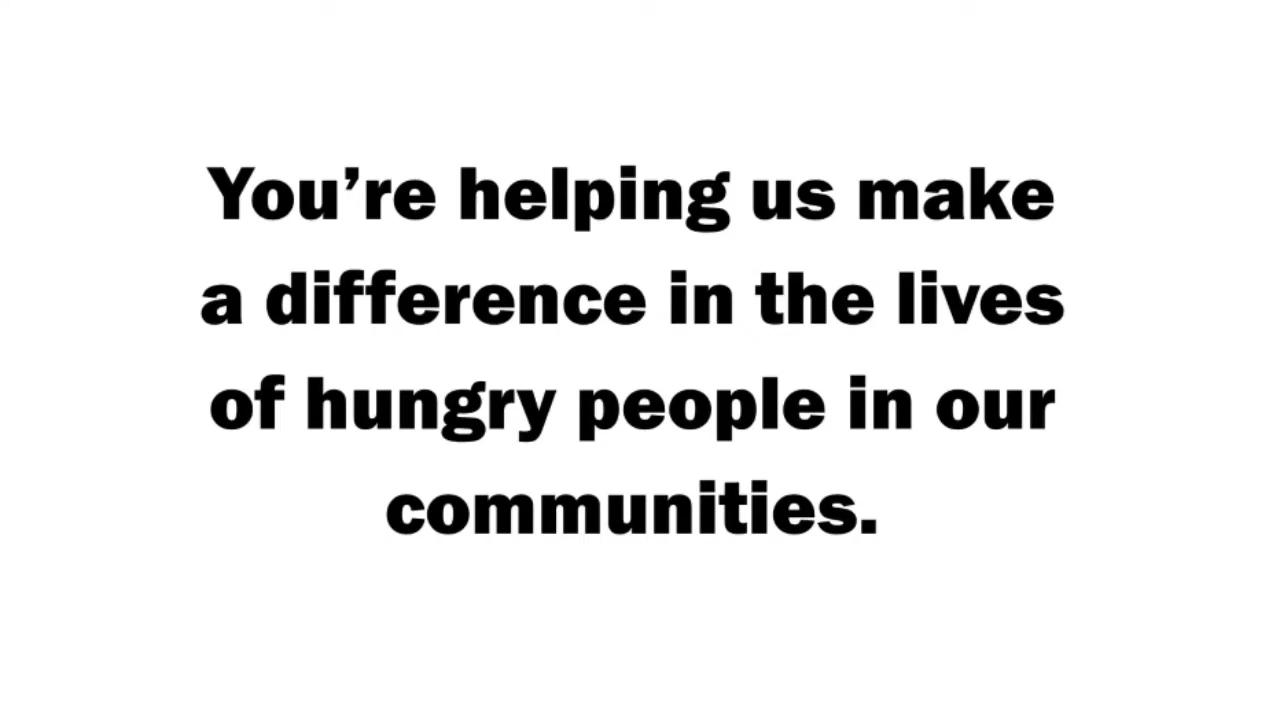 You’re helping us make
a difference in the lives
of hungry people in our
communities.